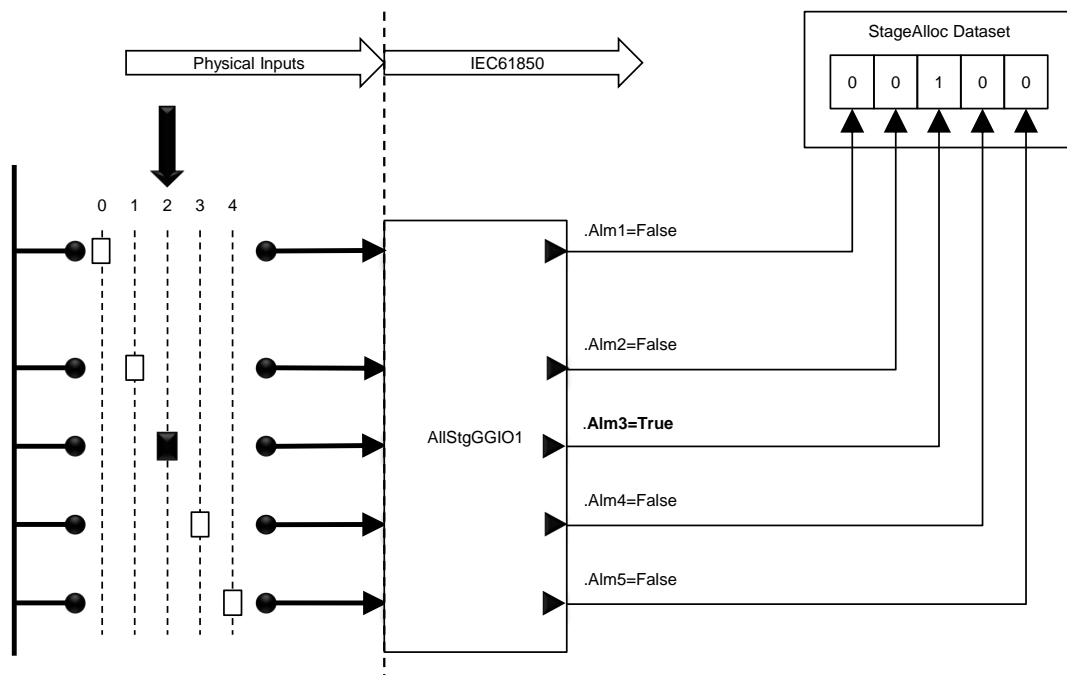 StageAlloc Dataset
Physical Inputs
IEC61850
0 0 1 0 0
0 1 2 3 4
.Alm1=False
.Alm2=False
.Alm3=True
AllStgGGIO1
.Alm4=False
.Alm5=False